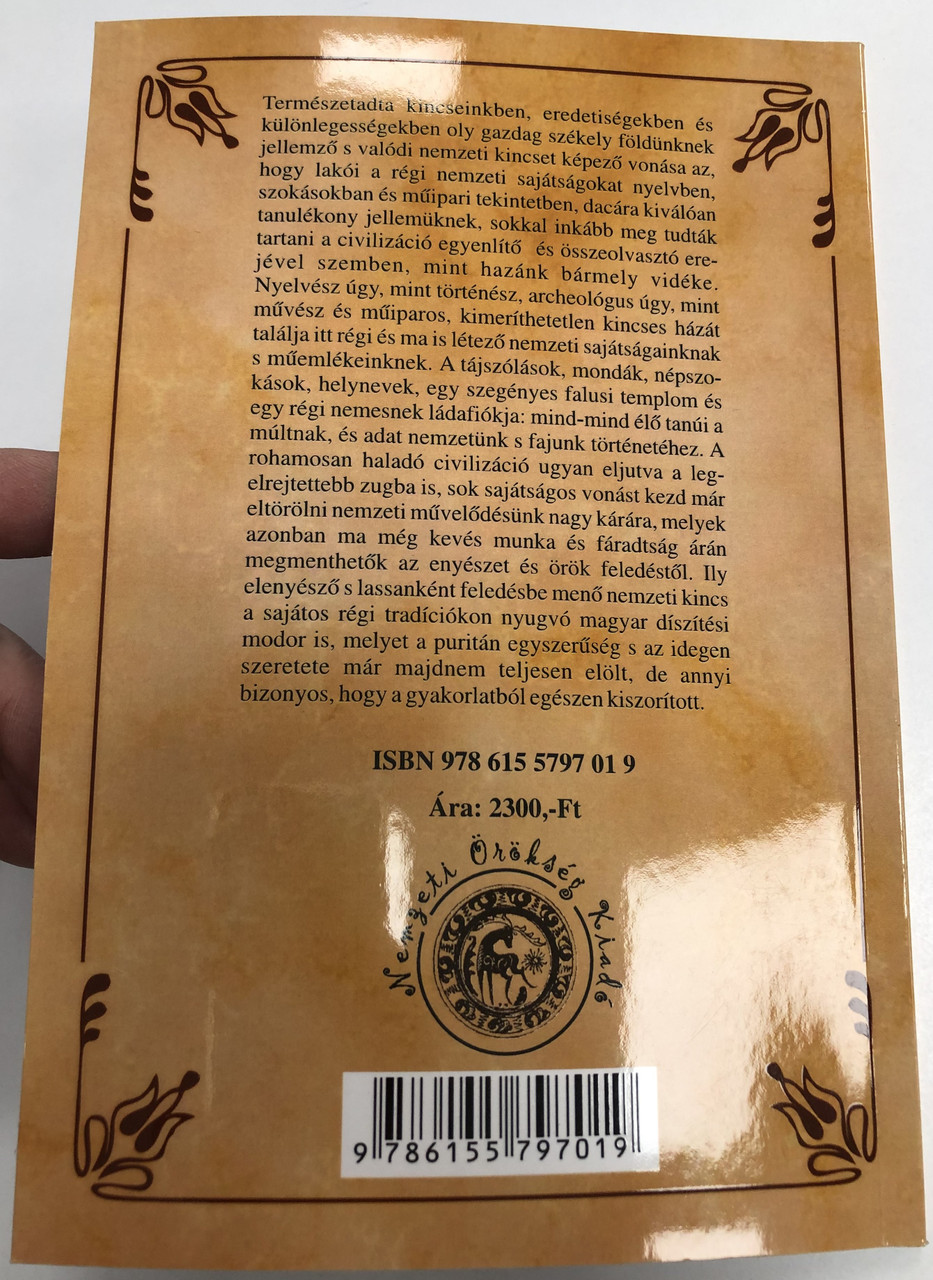 Természetadta kincseinkben, eredetiségekben és
különlegességekben oly gazdag székely földünknek
jellemző s valódi nemzeti kincset képező vonása az,
hogy lakói a régi nemzeti sajátságokat nyelvben,
szokásokban és műipari tekintetben, dacára kiválóan
tanulékony jellemüknek, sokkal inkább meg tudták
tartani a civilizáció egyenlítő és összeolvasztó ere-
jével szemben, mint hazánk bármely vidéke.
Nyelvész úgy, mint történész, archeológus úgy, mint
művész és műiparos, kimeríthetetlen kincses házát
találja itt régi és ma is létező nemzeti sajátságainknak
s műemlékeinknek. A tájszólások, mondák, népszo-
kások, helynevek, egy szegényes falusi templom és
egy régi nemesnek ládafiókja: mind-mind élő tanúi a
múltnak, és adat nemzetünk s fajunk történetéhez. A
rohamosan haladó civilizáció ugyan eljutva a leg-
elrejtettebb zugba is, sok sajátságos vonást kezd már
eltörölni nemzeti művelődésünk nagy kárára, melyek
azonban ma még kevés munka és fáradtság árán
megmenthetők az enyészet és örök feledéstől. Ily
elenyésző s lassanként feledésbe menő nemzeti kincs
a sajátos régi tradíciókon nyugvó magyar díszítési
modor is, melyet a puritán egyszerűség s az idegen
szeretete már majdnem teljesen elölt, de annyi
bizonyos, hogy a gyakorlatból egészen kiszorított.
ISBN 978 615 5797 01 9
Ára: 2300,-Ft
Nemzeti Örökség Kiadó
9 786155 797019